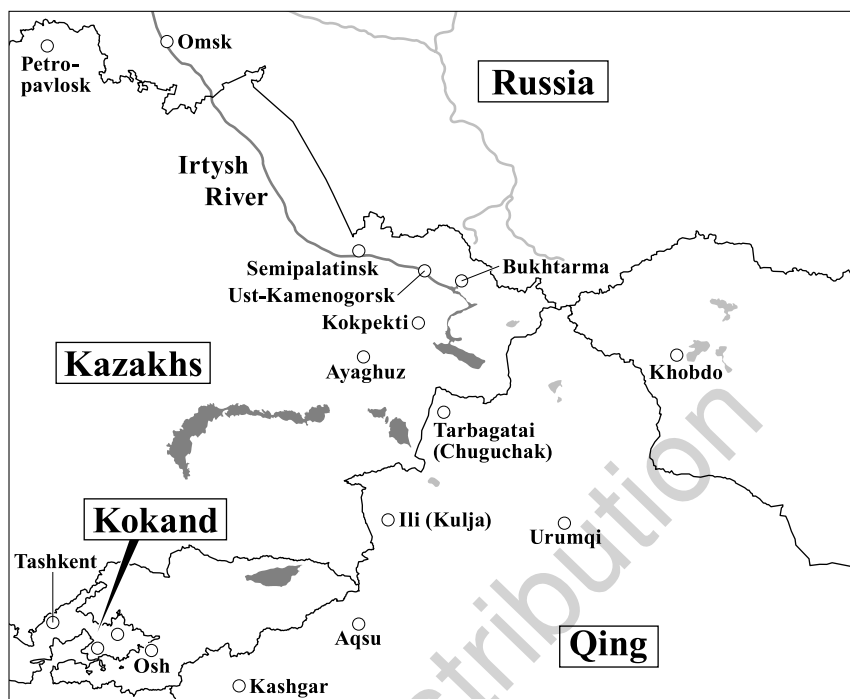 Omsk
Petro-
pavlosk
Russia
Irtysh
River
Semipalatinsk
Bukhtarma
Ust-Kamenogorsk
Kokpekti
Kazakhs
Ayaghuz
Khobdo
Tarbagatai
(Chuguchak)
Kokand
Ili (Kulja)
Urumqi
Tashkent
Aqsu
Qing
Osh
Kashgar
stribution